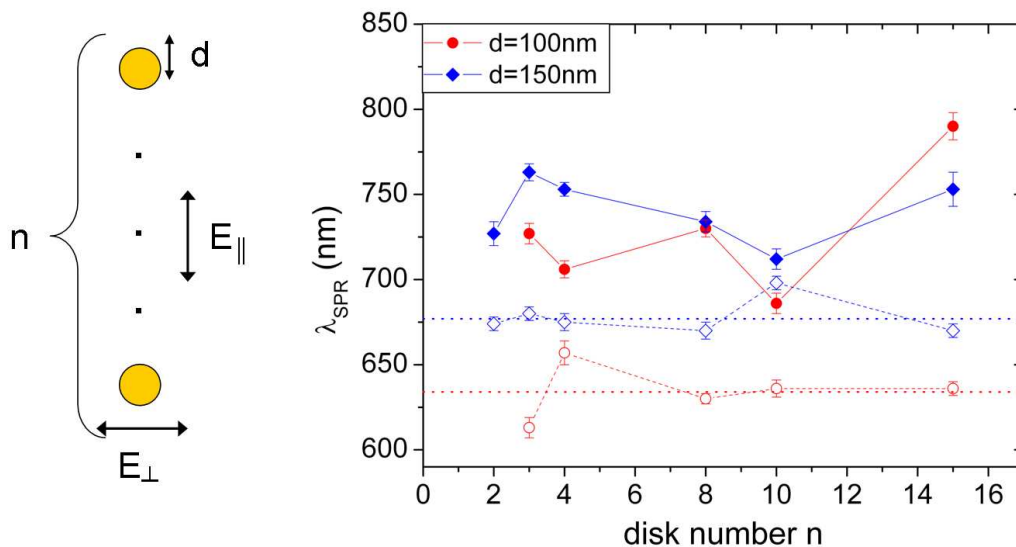 d
n
E∥
E⊥
d=100nm
d=150nm
850
800
750
700
650
600
λSPR (nm)
0 2 4 6 8 10 12 14 16
disk number n